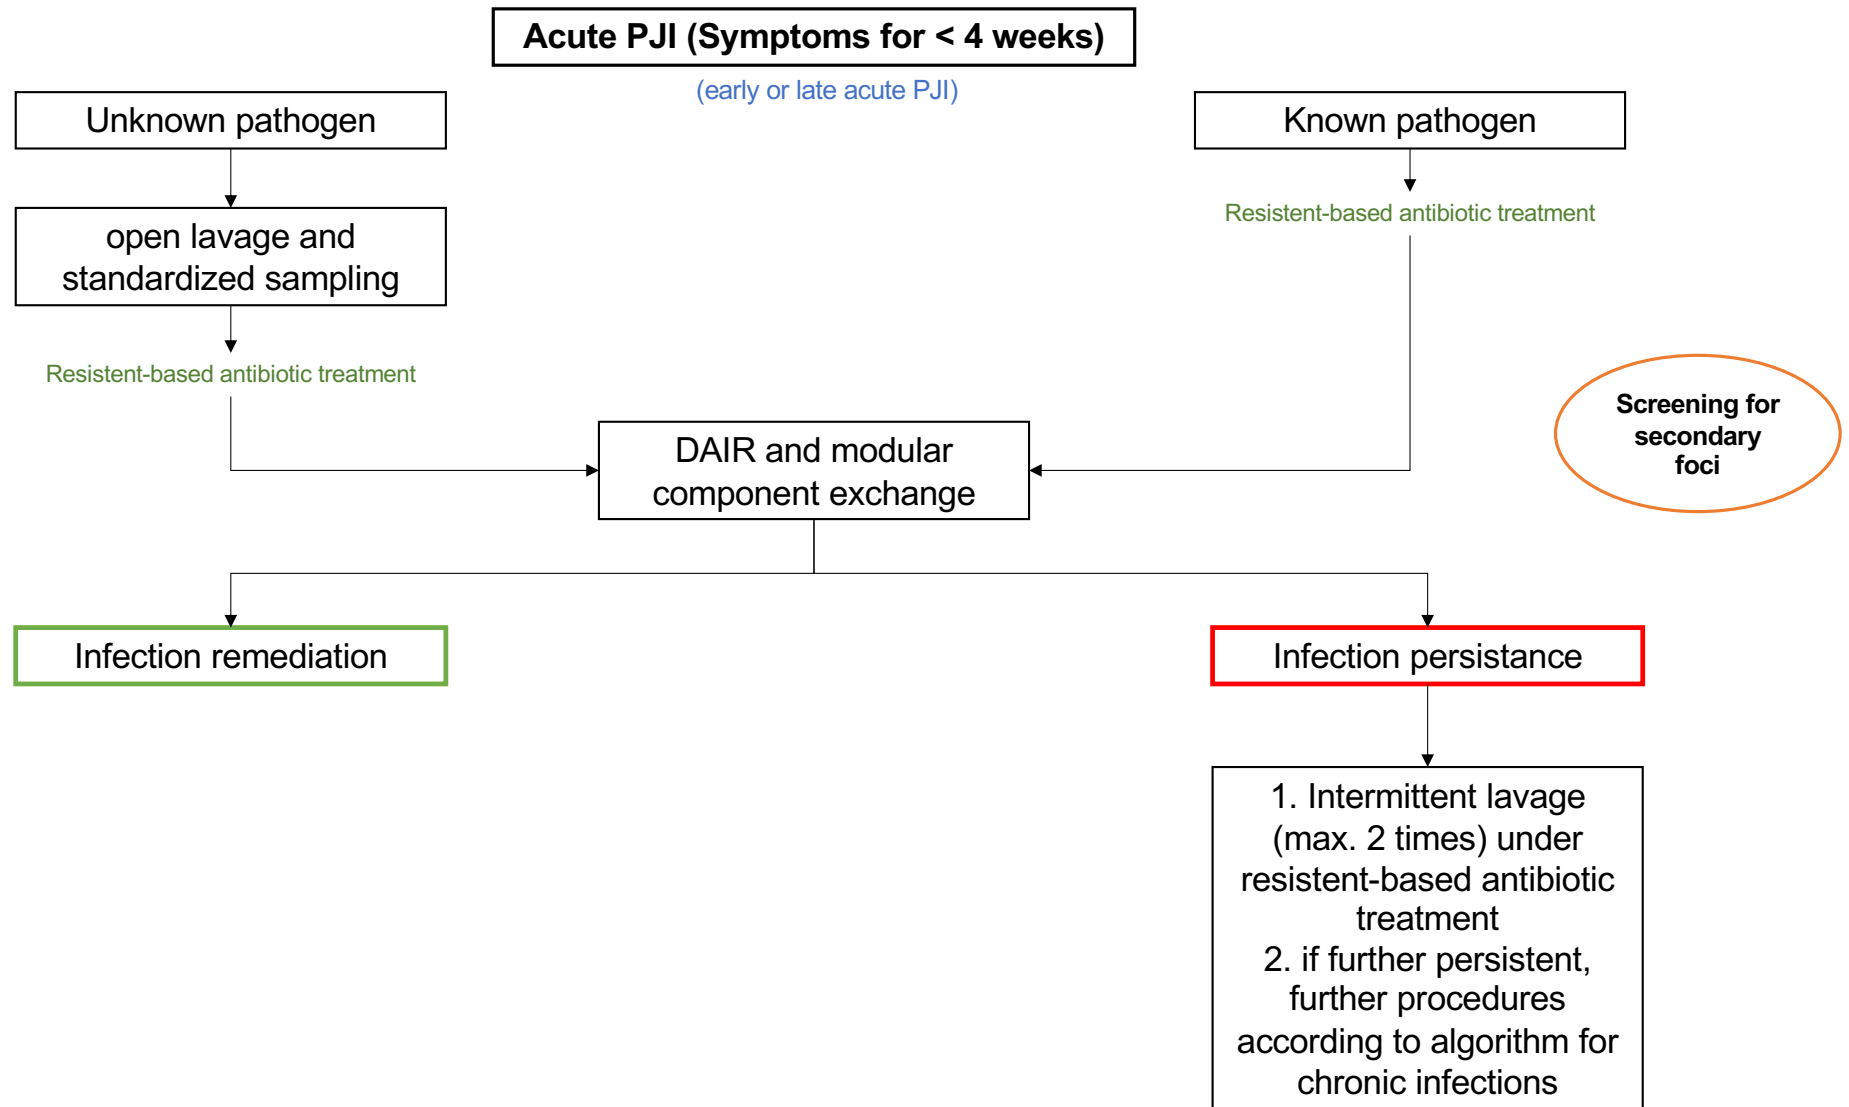 Acute PJI (Symptoms for < 4 weeks)
(early or late acute PJI)
Unknown pathogen
Known pathogen
open lavage and
standardized sampling
Resistent-based antibiotic treatment
Resistent-based antibiotic treatment
Screening for
secondary
foci
DAIR and modular
component exchange
Infection remediation
Infection persistance
1. Intermittent lavage
(max. 2 times) under
resistent-based antibiotic
treatment
2. if further persistent,
further procedures
according to algorithm for
chronic infections